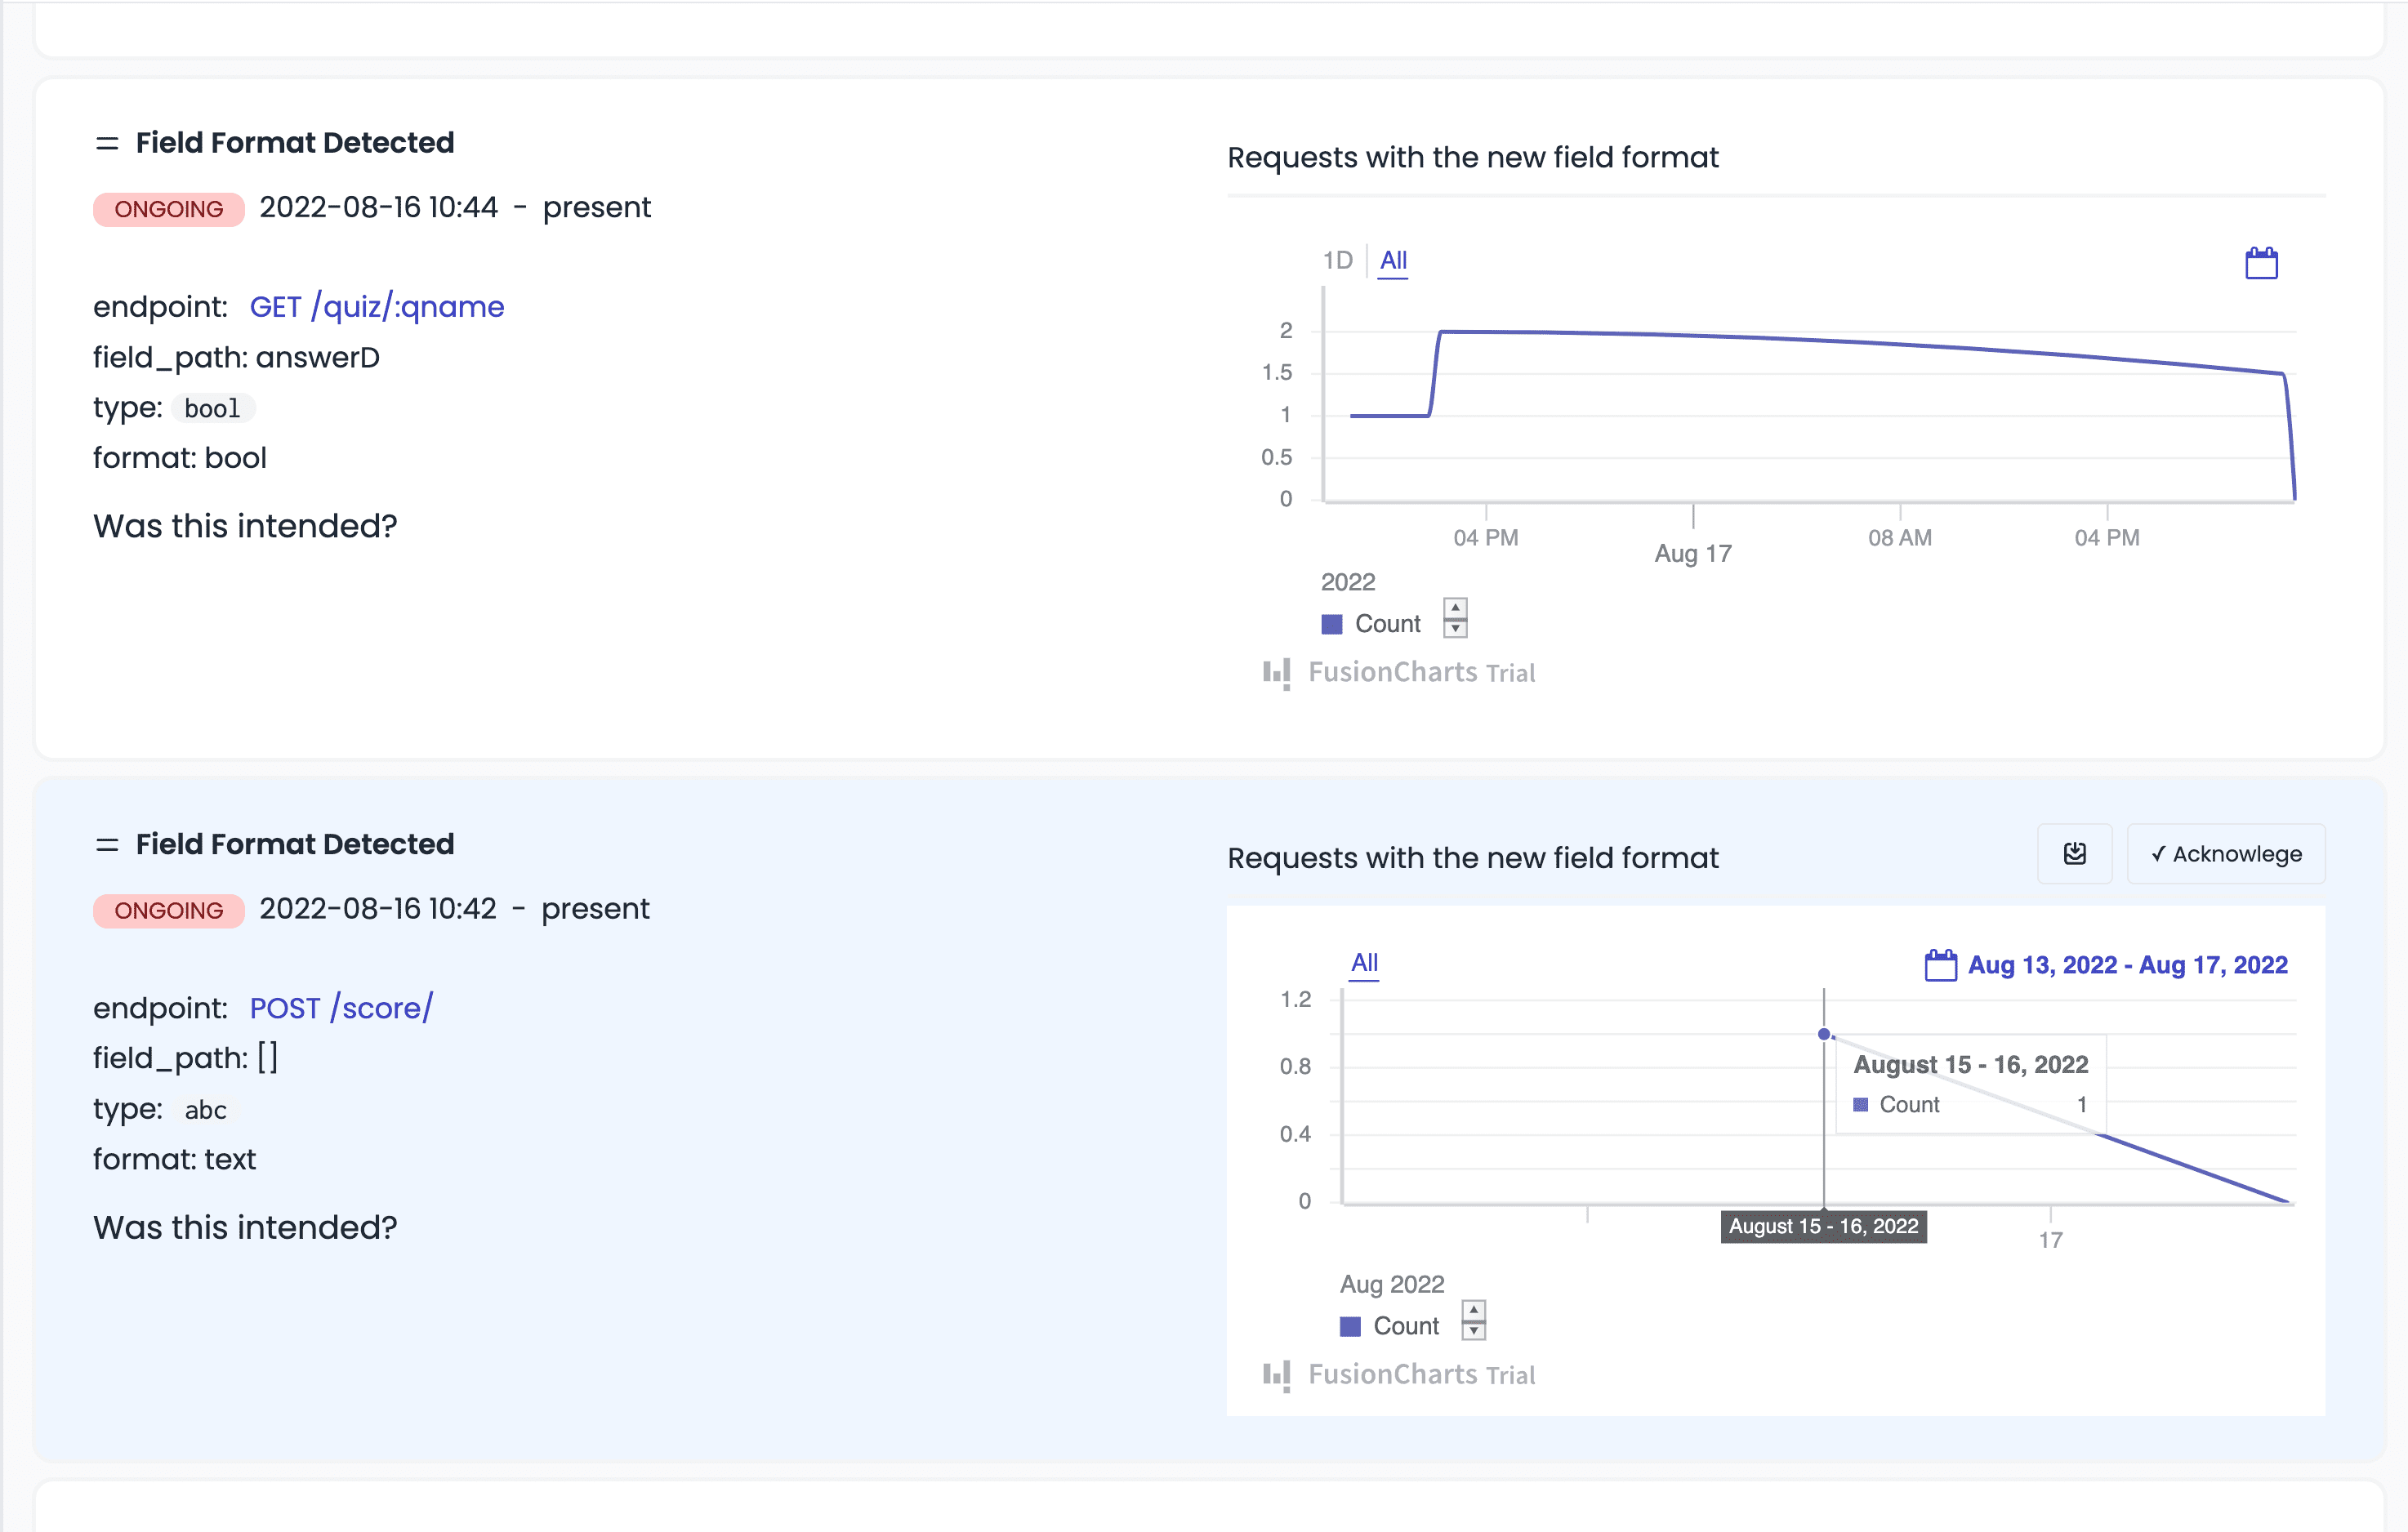 Field Format Detected
ONGOING 2022-08-16 10:44 - present
endpoint: GET /quiz/:qname
field_path: answerD
type: bool
format: bool
Was this intended?
Requests with the new field format
1D All
2
1.5
1
0.5
0
04 PM
Aug 17
08 AM
04 PM
2022
Count
FusionCharts Trial
Field Format Detected
ONGOING 2022-08-16 10:42 - present
endpoint: POST /score/
field_path: []
type: abc
format: text
Was this intended?
Requests with the new field format
✓ Acknowlege
All
Aug 13, 2022 - Aug 17, 2022
1.2
0.8
0.4
0
August 15 - 16, 2022
Count 1
August 15 - 16, 2022
17
Aug 2022
Count
FusionCharts Trial